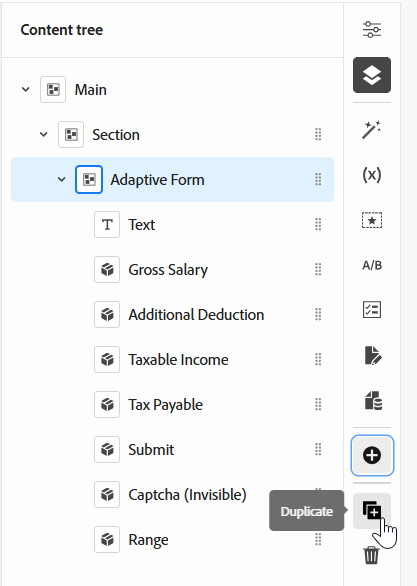 Content tree
Main
Section
Adaptive Form
T Text
Gross Salary
(x)
Additional Deduction
A/B
Taxable Income
Tax Payable
Submit
Captcha (Invisible)
Duplicate
Range